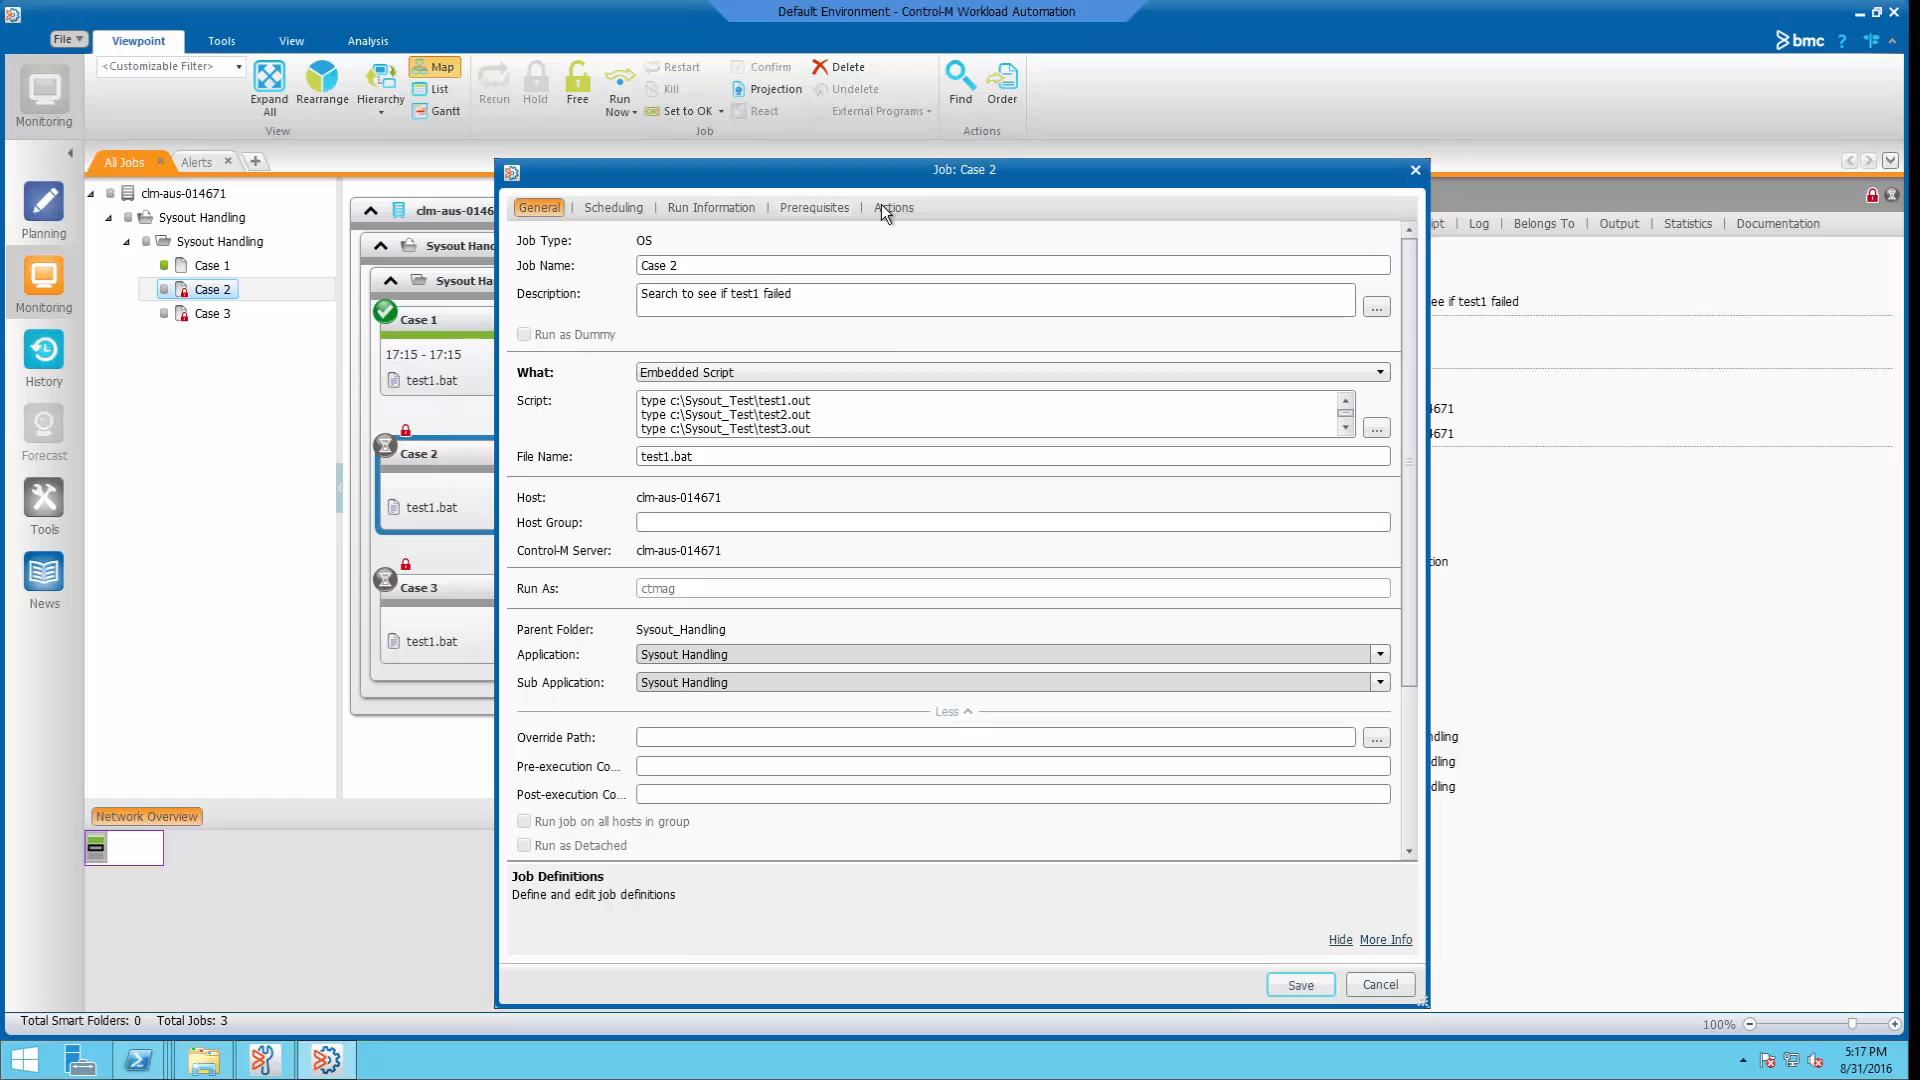 Default Environment - Control-M Workload Automation
File
Viewpoint
Tools
View
Analysis
bmc
?
<Customizable Filter>
Monitoring
Expand All
Rearrange
Hierarchy
Map
List
Gantt
View
Rerun
Hold
Free
Run Now
Restart
Kill
Set to OK
Confirm
Projection
React
Delete
Undelete
External Programs
Job
Find
Order
Actions
All Jobs
Alerts
Planning
Monitoring
History
Forecast
Tools
News
clm-aus-014671
Sysout Handling
Sysout Handling
Case 1
Case 2
Case 3
clm-aus-0146
Sysout Hand
Sysout Ha
Case 1
17:15 - 17:15
test1.bat
Case 2
test1.bat
Case 3
test1.bat
Network Overview
Job: Case 2
General | Scheduling | Run Information | Prerequisites | Actions
Job Type: OS
Job Name: Case 2
Description: Search to see if test1 failed
...
Run as Dummy
What: Embedded Script
Script: type c:\Sysout_Test\test1.out
type c:\Sysout_Test\test2.out
type c:\Sysout_Test\test3.out
...
File Name: test1.bat
Host: clm-aus-014671
Host Group:
Control-M Server: clm-aus-014671
Run As: ctmag
Parent Folder: Sysout_Handling
Application: Sysout Handling
Sub Application: Sysout Handling
Less
Override Path:
...
Pre-execution Co...
Post-execution Co...
Run job on all hosts in group
Run as Detached
Job Definitions
Define and edit job definitions
Hide More Info
Save
Cancel
ipt | Log | Belongs To | Output | Statistics | Documentation
ee if test1 failed
4671
4671
tion
ndling
dling
dling
Total Smart Folders: 0 Total Jobs: 3
100%
5:17 PM
8/31/2016